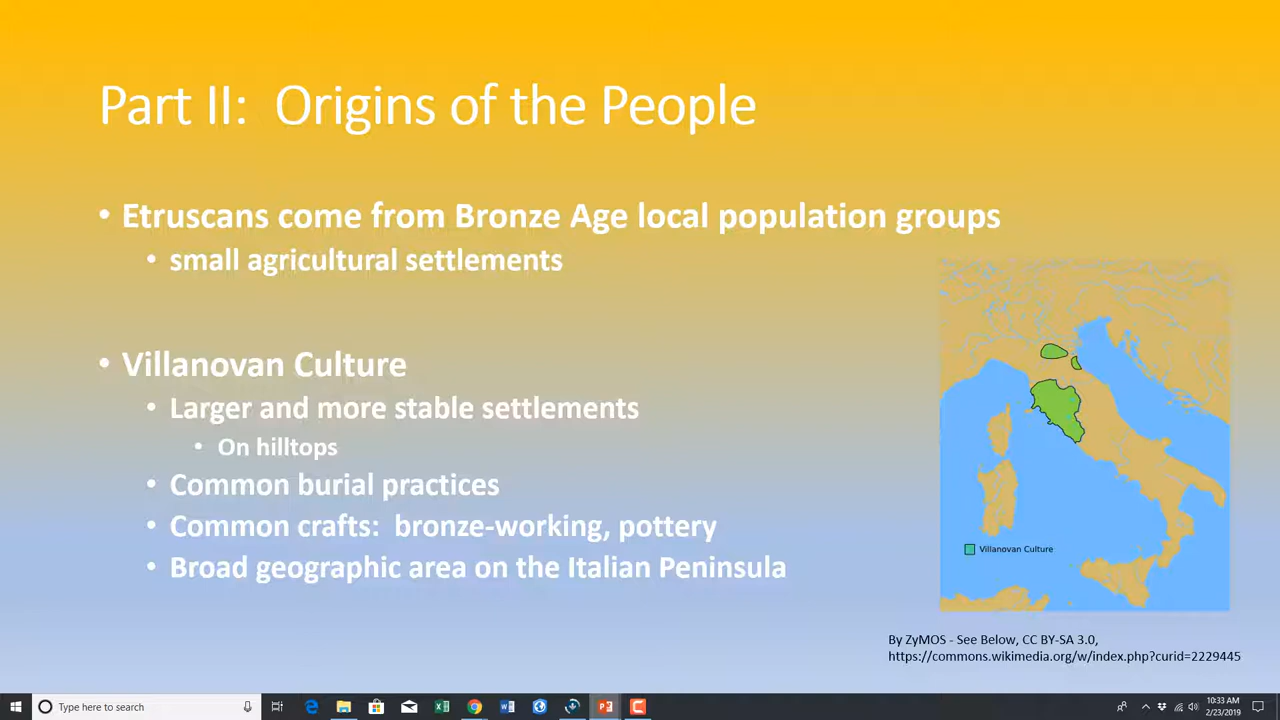 Part II:  Origins of the People
• Etruscans come from Bronze Age local population groups
• small agricultural settlements
• Villanovan Culture
• Larger and more stable settlements
• On hilltops
• Common burial practices
• Common crafts:  bronze-working, pottery
• Broad geographic area on the Italian Peninsula
Villanovan Culture
By ZyMOS - See Below, CC BY-SA 3.0,
https://commons.wikimedia.org/w/index.php?curid=2229445
Type here to search
10:33 AM
2/23/2019